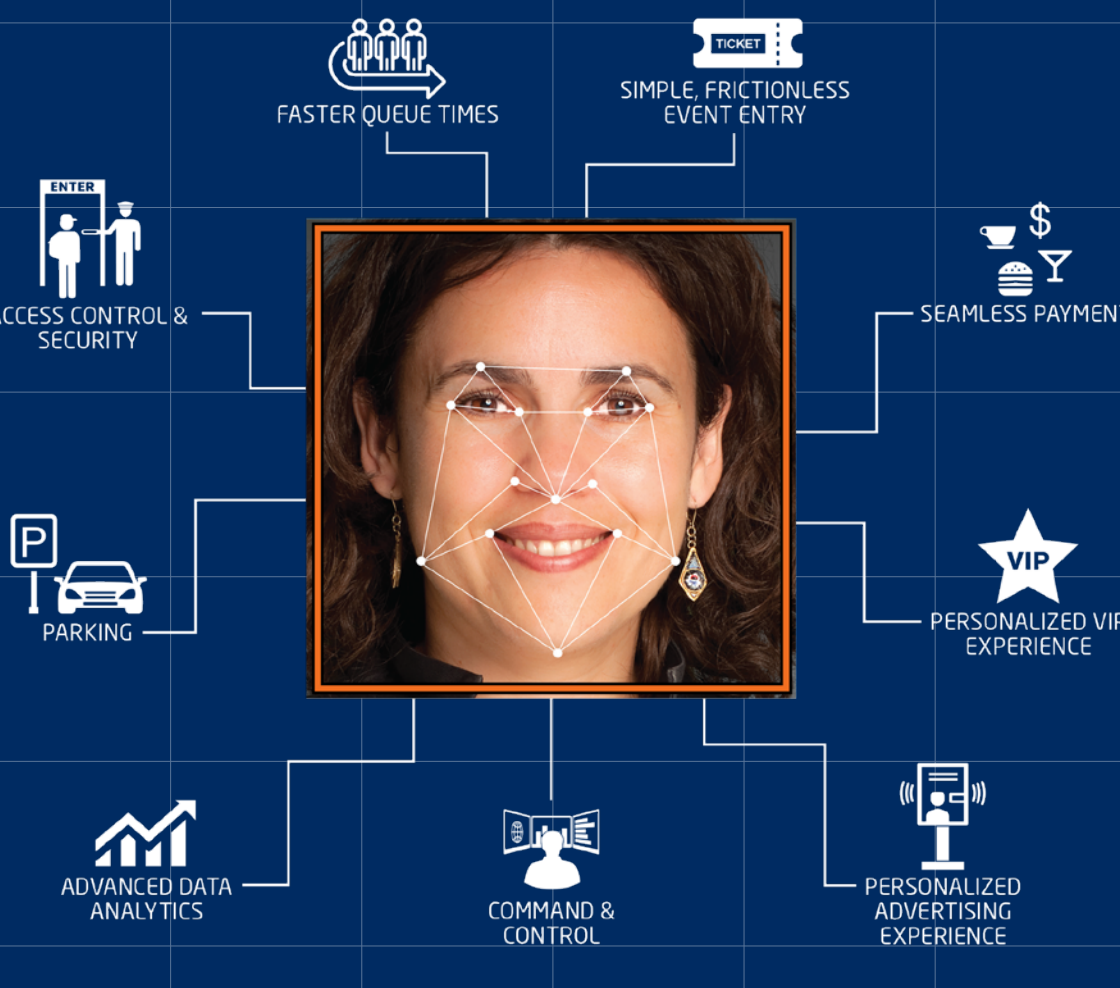 TICKET
FASTER QUEUE TIMES
SIMPLE, FRICTIONLESS
EVENT ENTRY
ENTER
$
ACCESS CONTROL &
SECURITY
SEAMLESS PAYMEN
P
PARKING
VIP
PERSONALIZED VIP
EXPERIENCE
ADVANCED DATA
ANALYTICS
COMMAND &
CONTROL
PERSONALIZED
ADVERTISING
EXPERIENCE